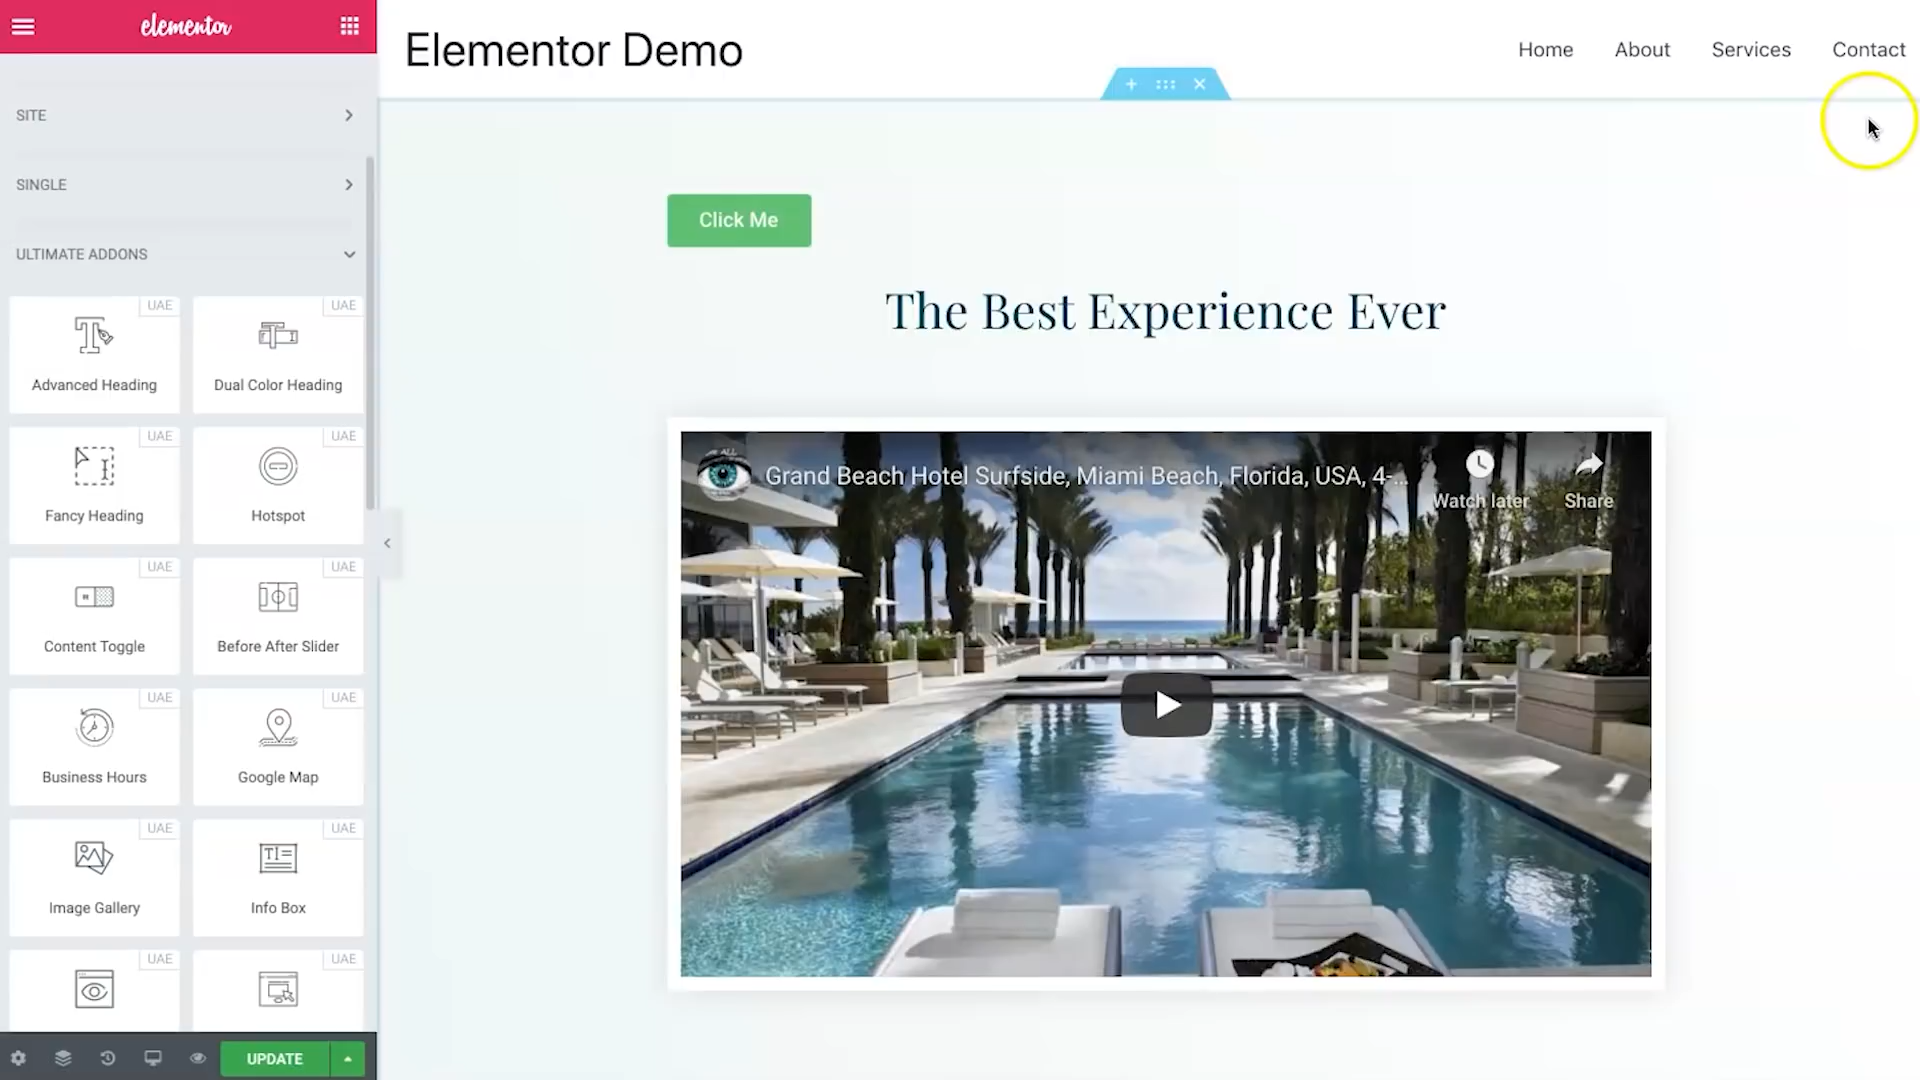 elementor
SITE
SINGLE
ULTIMATE ADDONS
UAE
Advanced Heading
UAE
Dual Color Heading
UAE
Fancy Heading
UAE
Hotspot
UAE
Content Toggle
UAE
Before After Slider
UAE
Business Hours
UAE
Google Map
UAE
Image Gallery
UAE
Info Box
UAE
UAE
UPDATE
Elementor Demo
Home
About
Services
Contact
Click Me
The Best Experience Ever
Grand Beach Hotel Surfside, Miami Beach, Florida, USA, 4-...
Watch later
Share